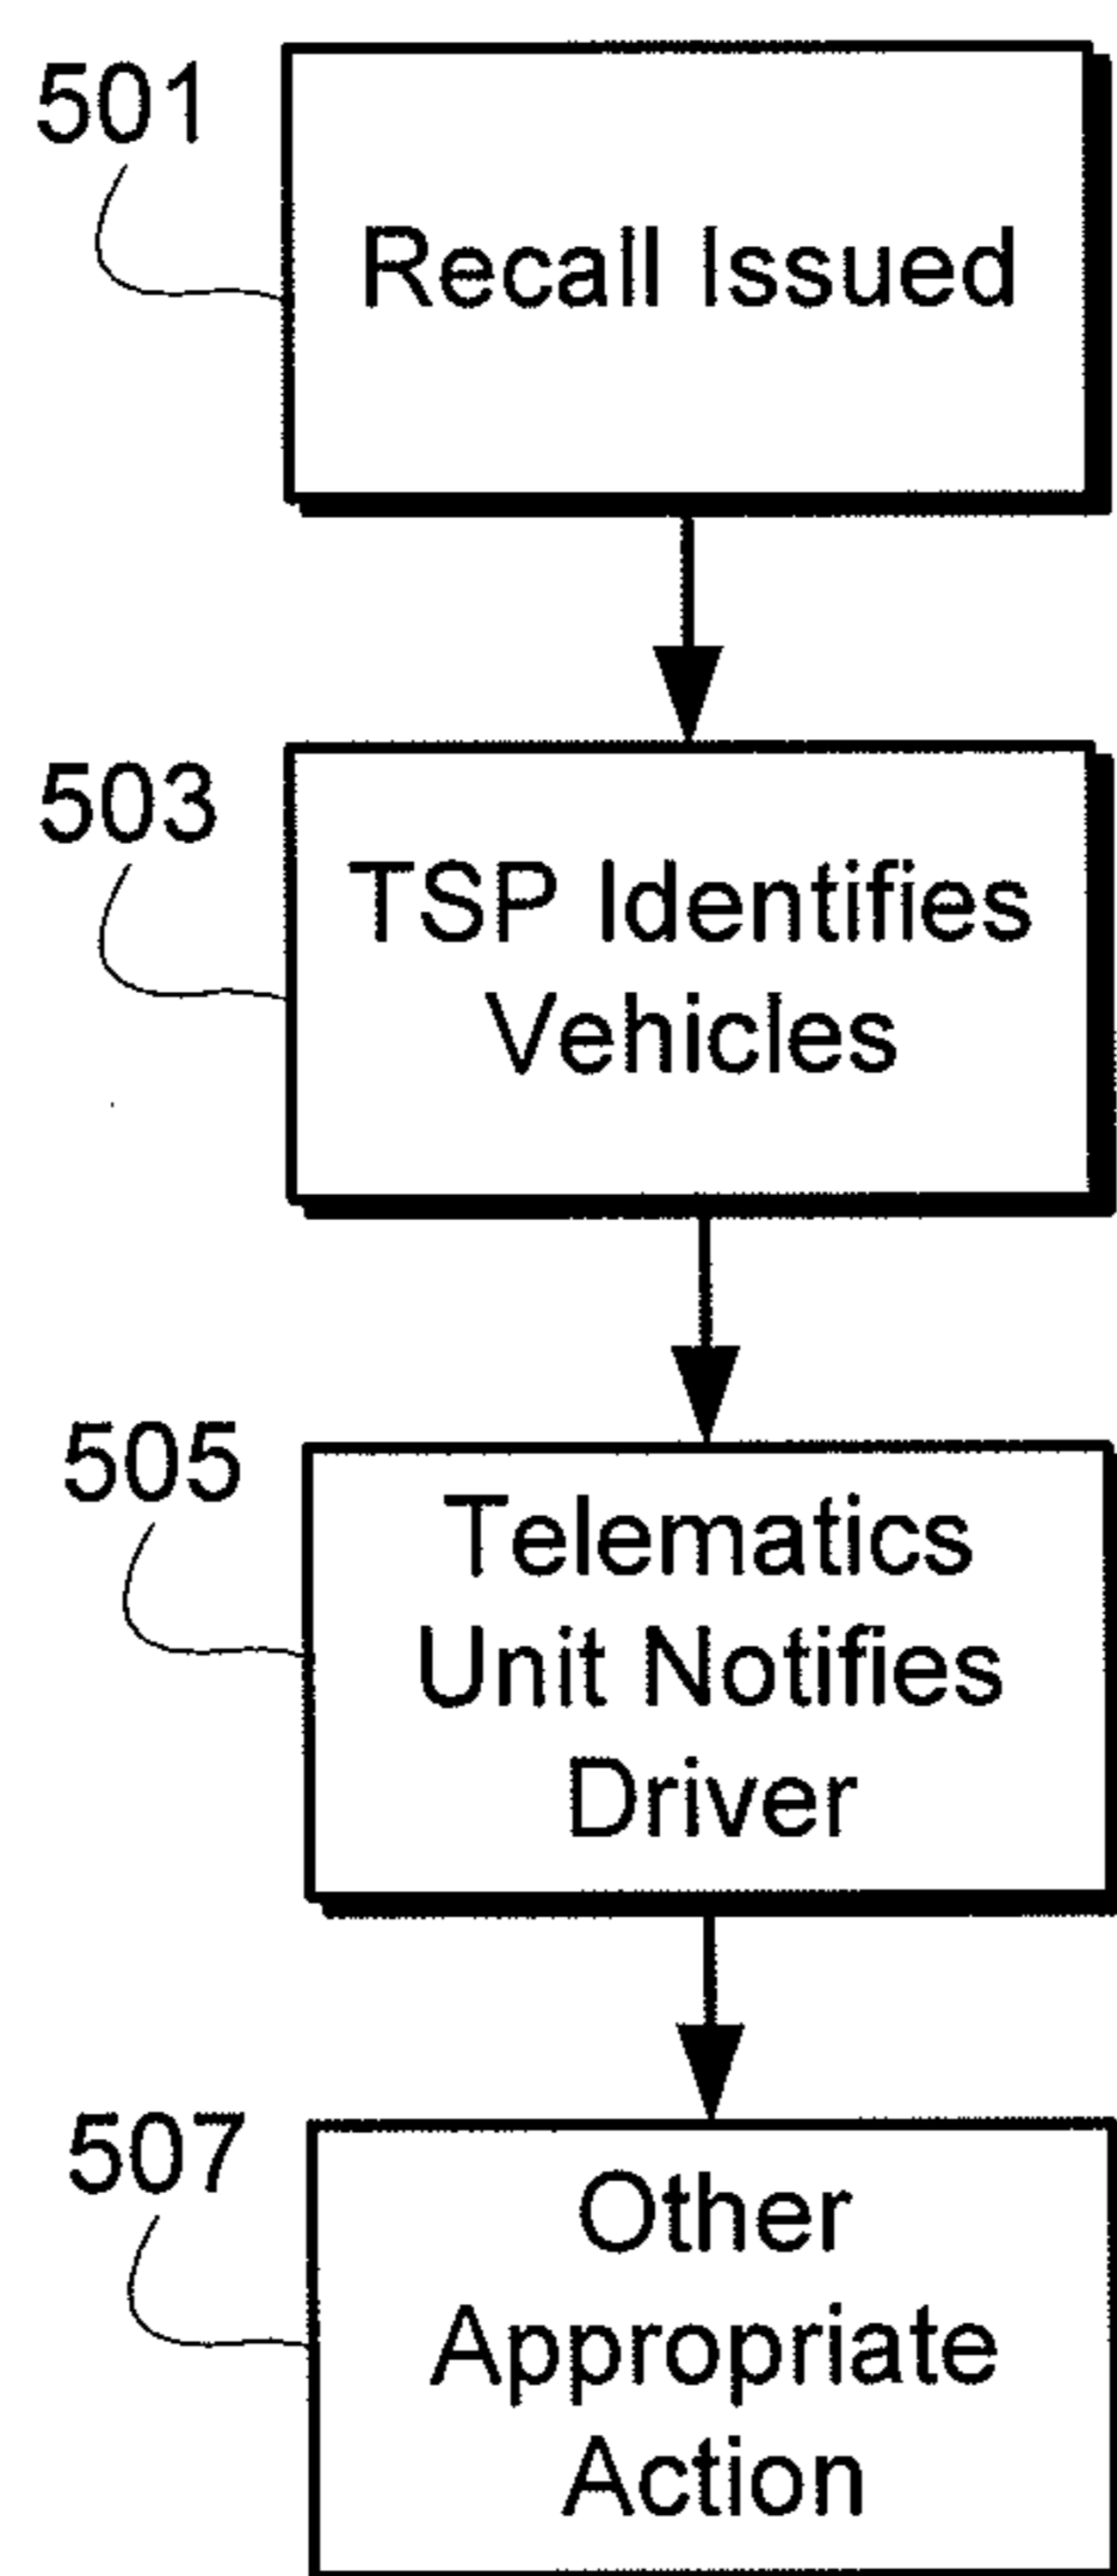 501
Recall Issued
503
TSP Identifies
Vehicles
505
Telematics
Unit Notifies
Driver
507
Other
Appropriate
Action